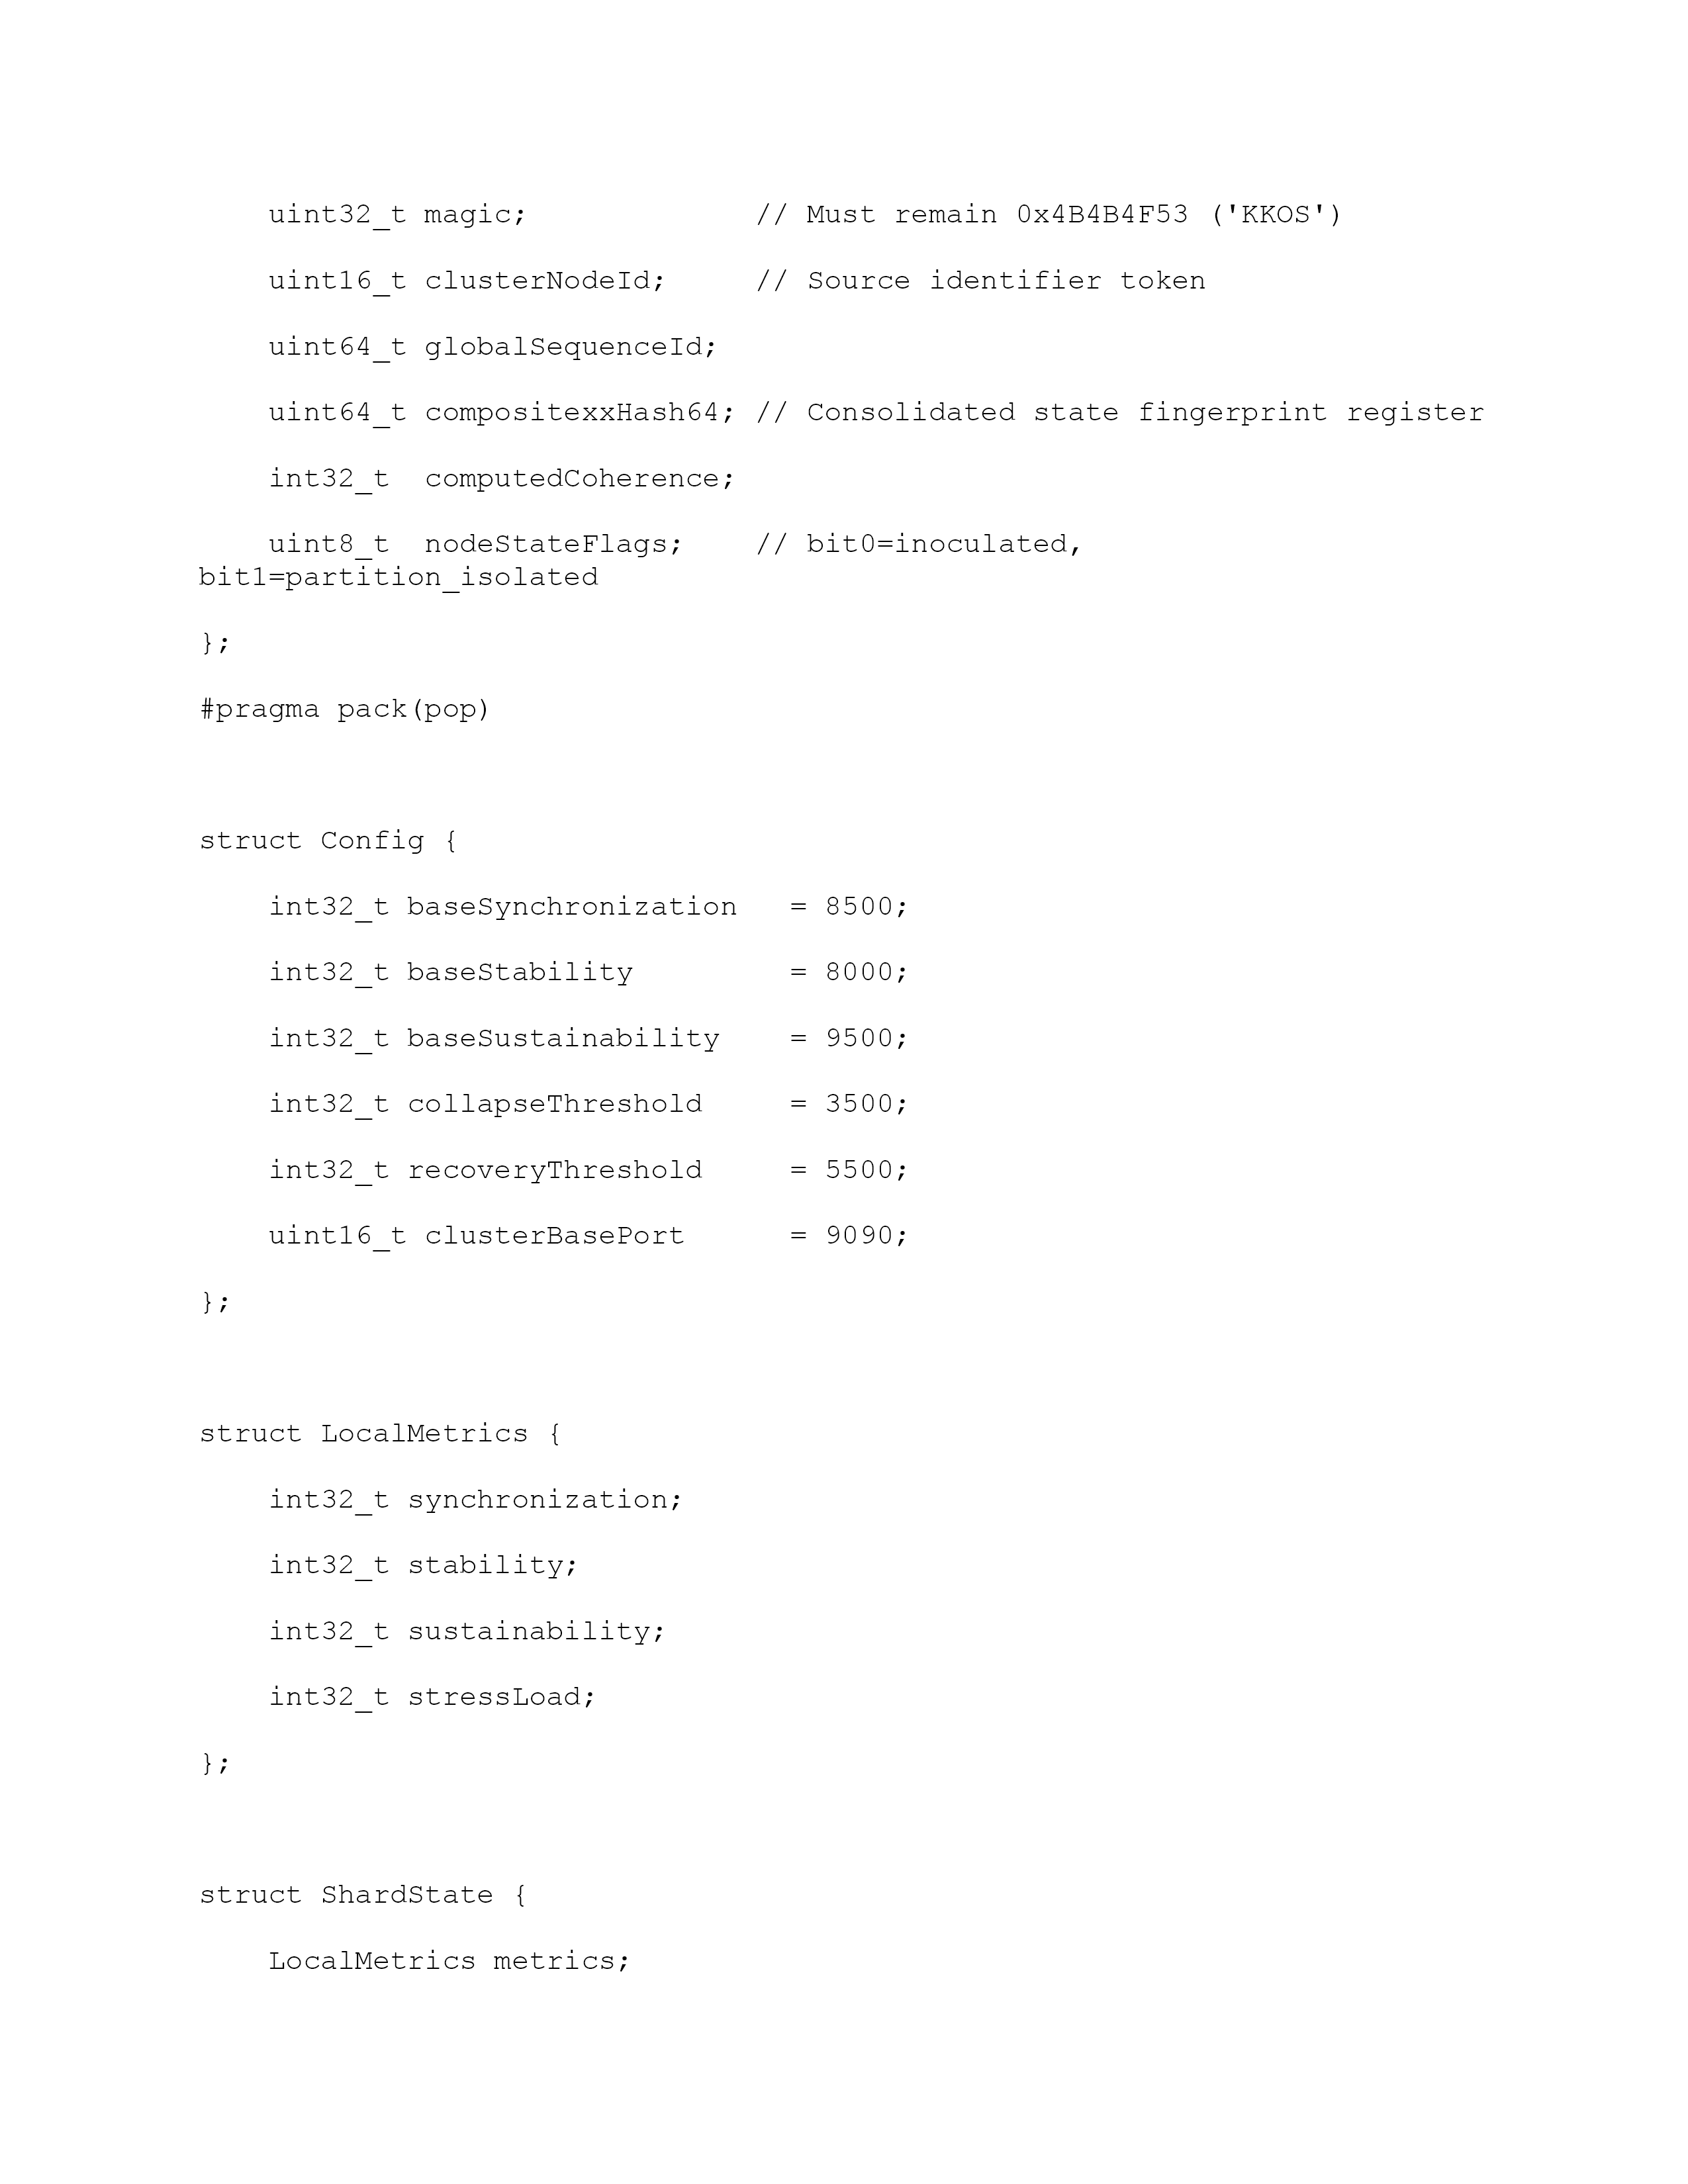 uint32_t magic;             // Must remain 0x4B4B4F53 ('KKOS')
    uint16_t clusterNodeId;     // Source identifier token
    uint64_t globalSequenceId;
    uint64_t compositexxHash64; // Consolidated state fingerprint register
    int32_t  computedCoherence;
    uint8_t  nodeStateFlags;    // bit0=inoculated,
bit1=partition_isolated
};
#pragma pack(pop)
struct Config {
    int32_t baseSynchronization   = 8500;
    int32_t baseStability         = 8000;
    int32_t baseSustainability    = 9500;
    int32_t collapseThreshold     = 3500;
    int32_t recoveryThreshold     = 5500;
    uint16_t clusterBasePort      = 9090;
};
struct LocalMetrics {
    int32_t synchronization;
    int32_t stability;
    int32_t sustainability;
    int32_t stressLoad;
};
struct ShardState {
    LocalMetrics metrics;